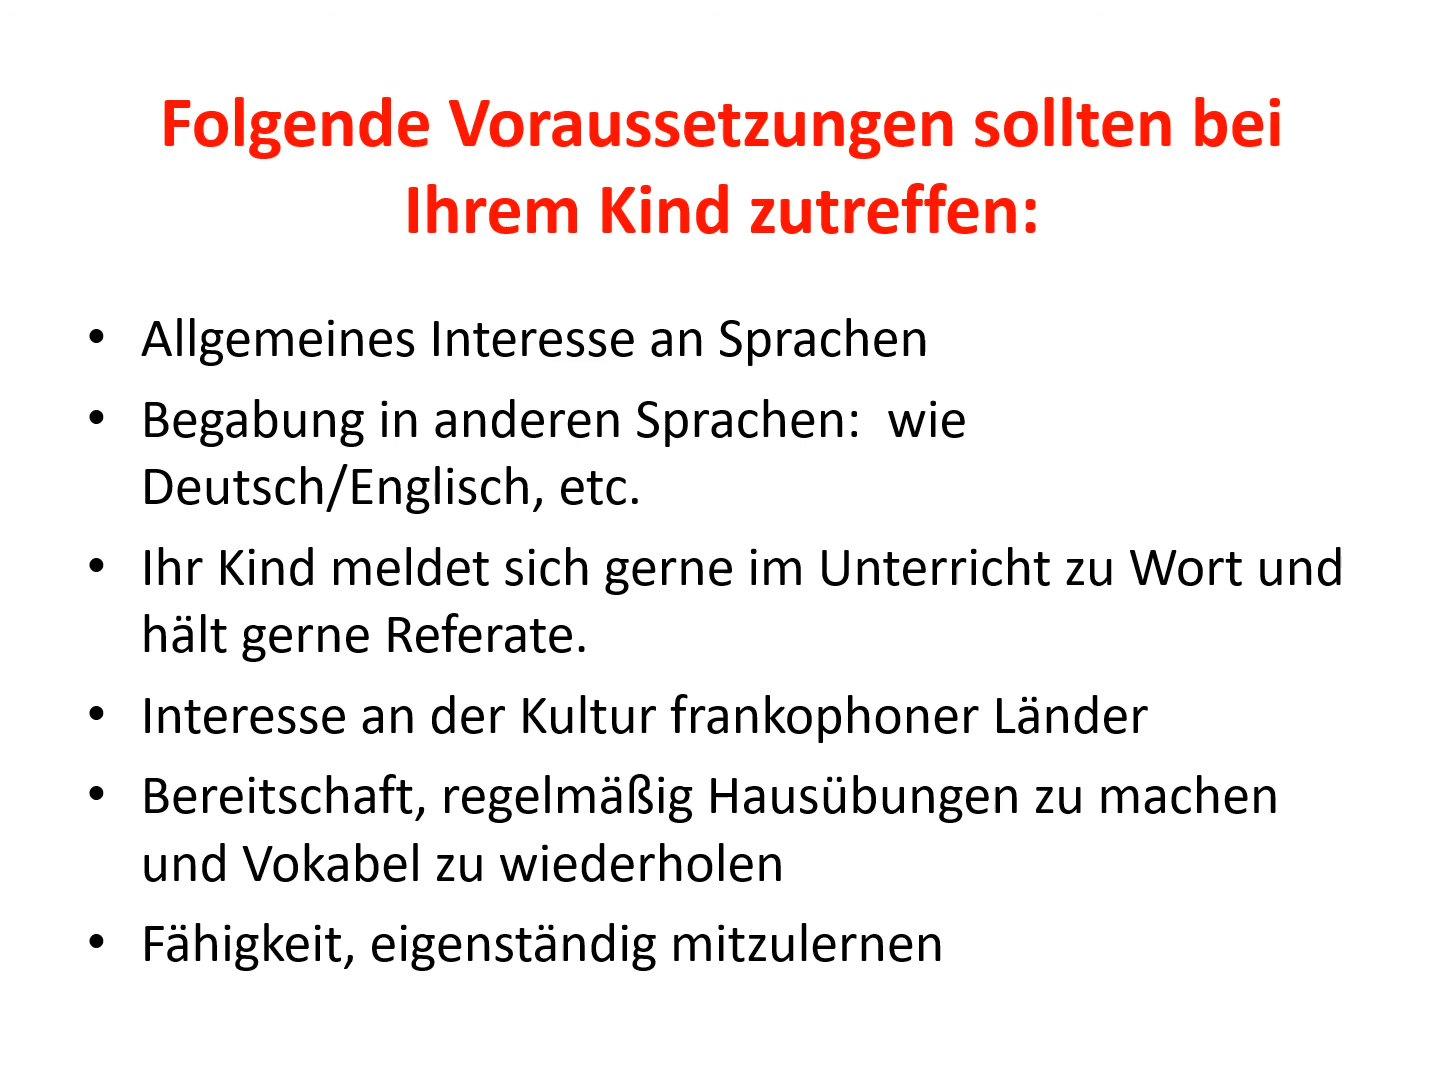 Folgende Voraussetzungen sollten bei
Ihrem Kind zutreffen:
• Allgemeines Interesse an Sprachen
• Begabung in anderen Sprachen:  wie
Deutsch/Englisch, etc.
• Ihr Kind meldet sich gerne im Unterricht zu Wort und
hält gerne Referate.
• Interesse an der Kultur frankophoner Länder
• Bereitschaft, regelmäßig Hausübungen zu machen
und Vokabel zu wiederholen
• Fähigkeit, eigenständig mitzulernen